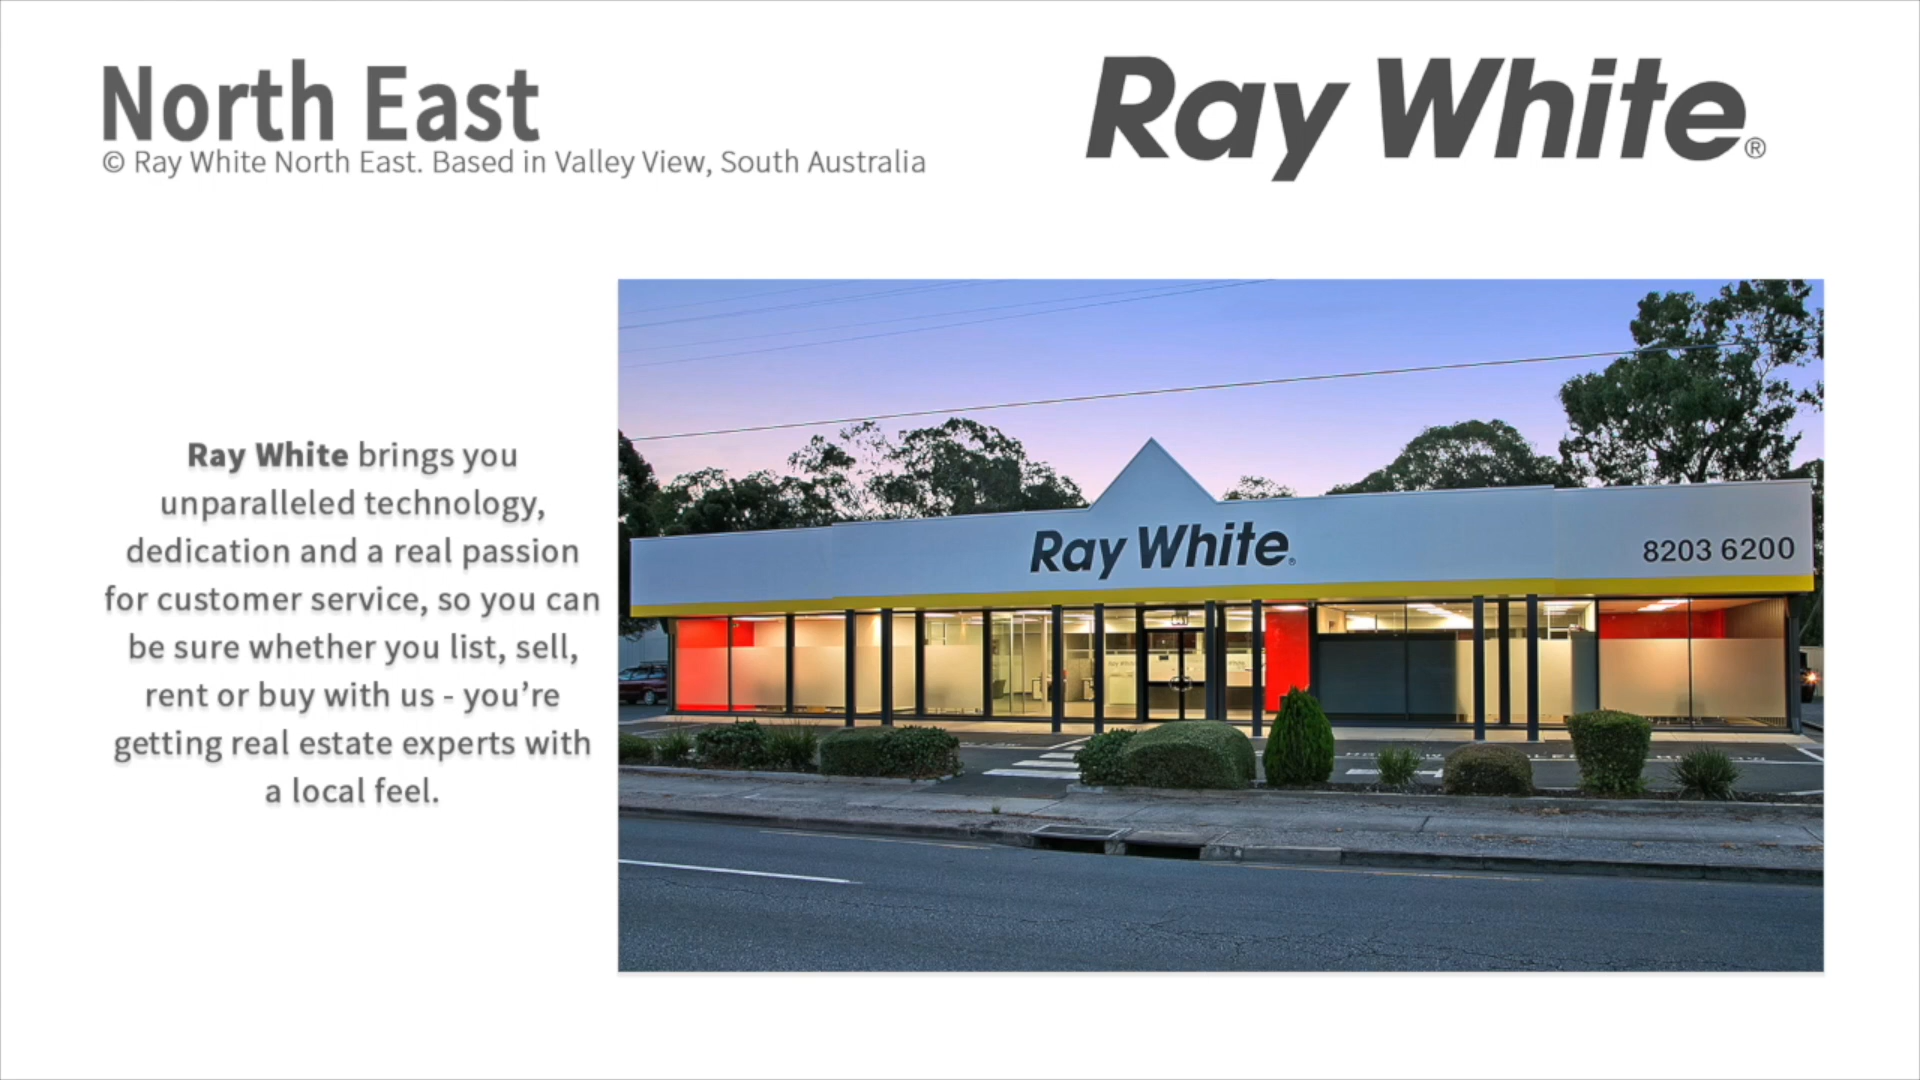 North East
© Ray White North East. Based in Valley View, South Australia
Ray White®
Ray White brings you
unparalleled technology,
dedication and a real passion
for customer service, so you can
be sure whether you list, sell,
rent or buy with us - you’re
getting real estate experts with
a local feel.
Ray White®
8203 6200